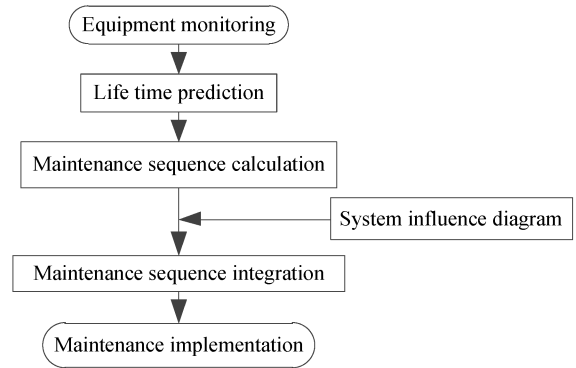 Equipment monitoring
Life time prediction
Maintenance sequence calculation
System influence diagram
Maintenance sequence integration
Maintenance implementation